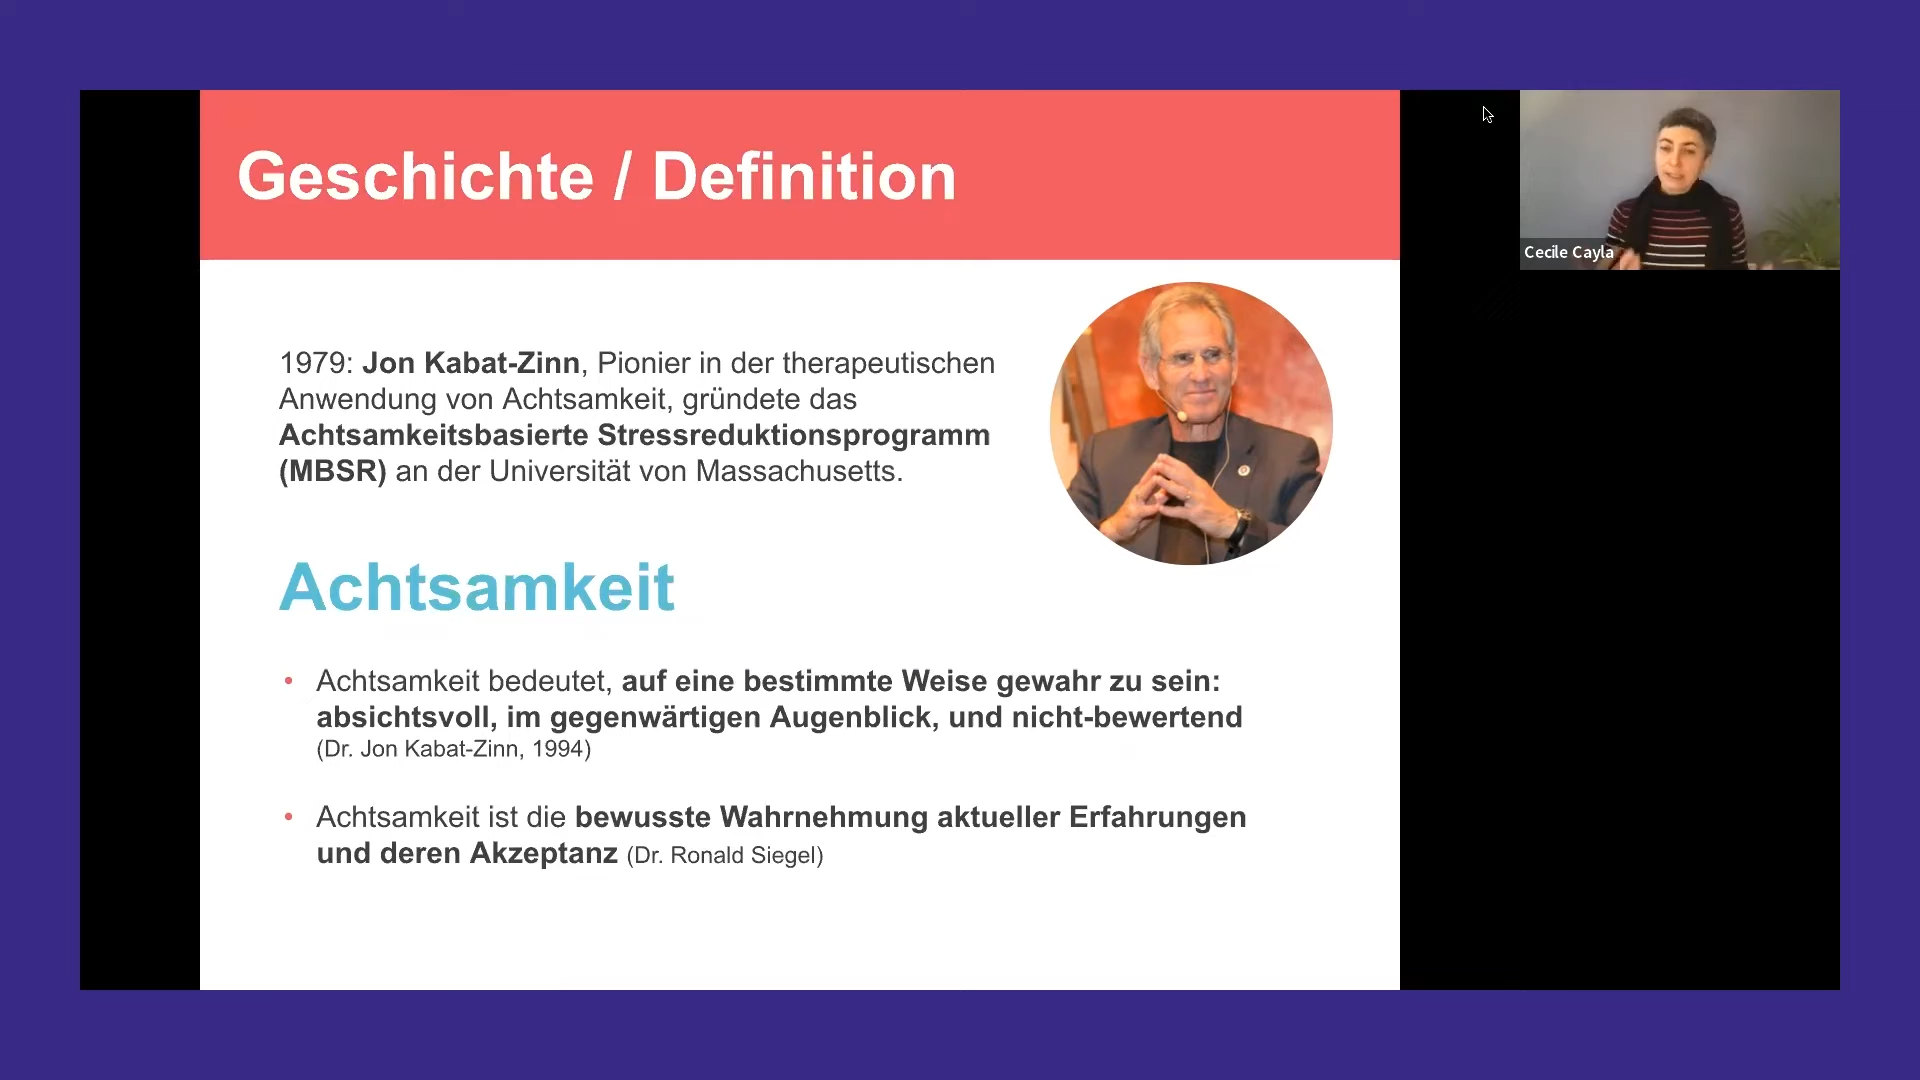 Geschichte / Definition
Cecile Cayla
1979: Jon Kabat-Zinn, Pionier in der therapeutischen
Anwendung von Achtsamkeit, gründete das
Achtsamkeitsbasierte Stressreduktionsprogramm
(MBSR) an der Universität von Massachusetts.
Achtsamkeit
• Achtsamkeit bedeutet, auf eine bestimmte Weise gewahr zu sein:
absichtsvoll, im gegenwärtigen Augenblick, und nicht-bewertend
(Dr. Jon Kabat-Zinn, 1994)
• Achtsamkeit ist die bewusste Wahrnehmung aktueller Erfahrungen
und deren Akzeptanz (Dr. Ronald Siegel)